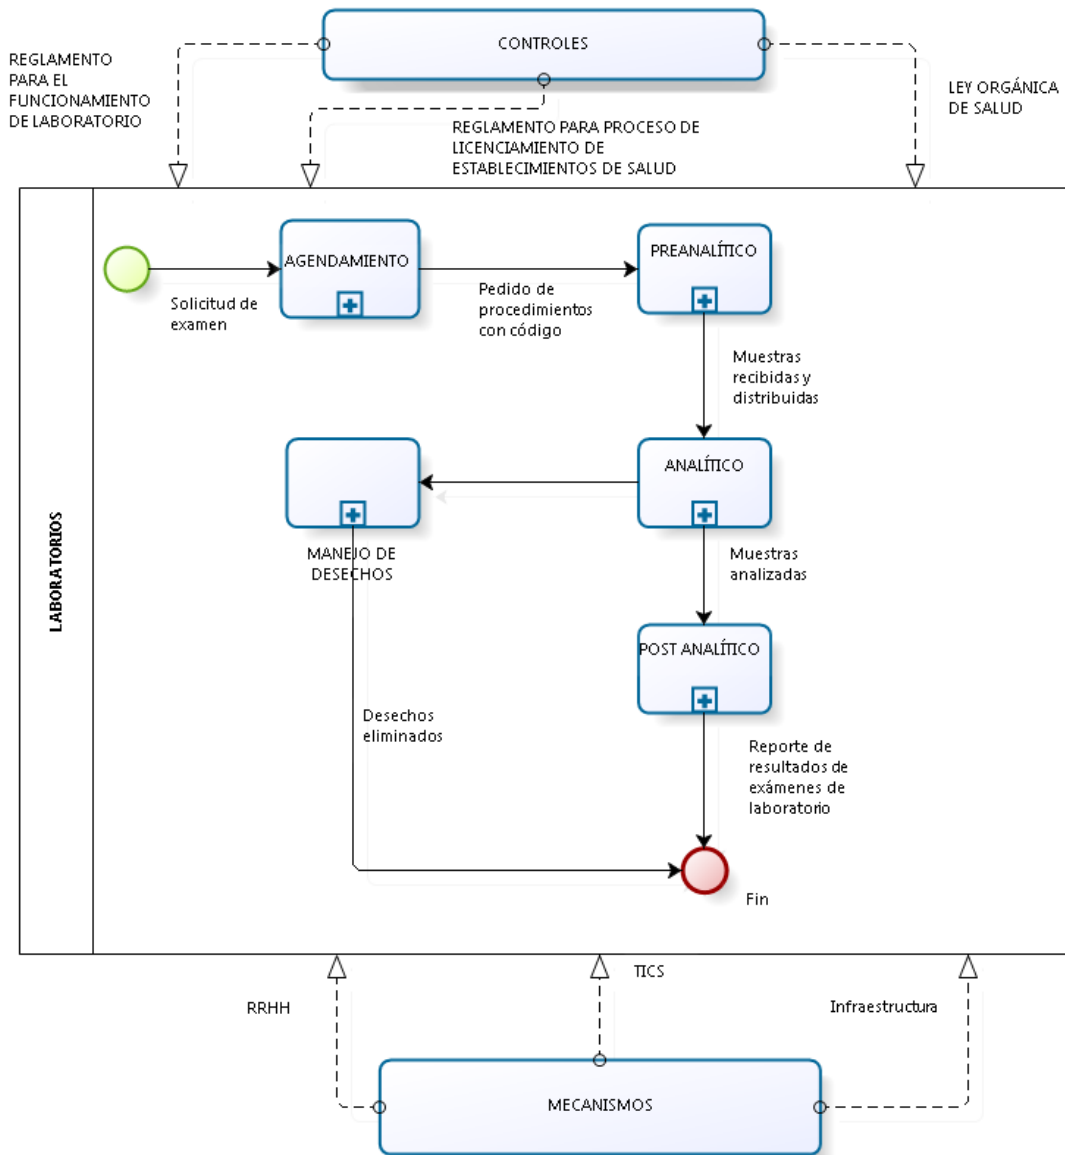 CONTROLES
REGLAMENTO
PARA EL
FUNCIONAMIENTO
DE LABORATORIO
LEY ORGÁNICA
DE SALUD
REGLAMENTO PARA PROCESO DE
LICENCIAMIENTO DE
ESTABLECIMIENTOS DE SALUD
LABORATORIOS
AGENDAMIENTO
PREANALÍTICO
Solicitud de
examen
Pedido de
procedimientos
con código
Muestras
recibidas y
distribuidas
ANALÍTICO
MANEJO DE
DESECHOS
Muestras
analizadas
POST ANALÍTICO
Desechos
eliminados
Reporte de
resultados de
exámenes de
laboratorio
Fin
RRHH
TICS
Infraestructura
MECANISMOS